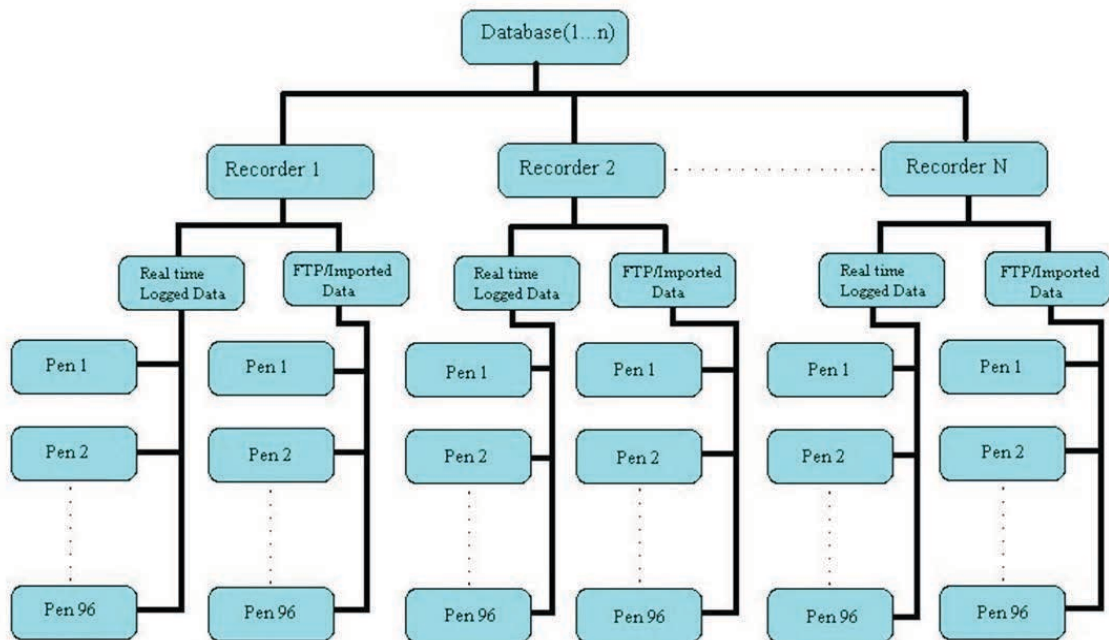 Database(1...n)
Recorder 1
Recorder 2
Recorder N
Real time
Logged Data
FTP/Imported
Data
Real time
Logged Data
FTP/Imported
Data
Real time
Logged Data
FTP/Imported
Data
Pen 1
Pen 1
Pen 1
Pen 1
Pen 1
Pen 1
Pen 2
Pen 2
Pen 2
Pen 2
Pen 2
Pen 2
Pen 96
Pen 96
Pen 96
Pen 96
Pen 96
Pen 96